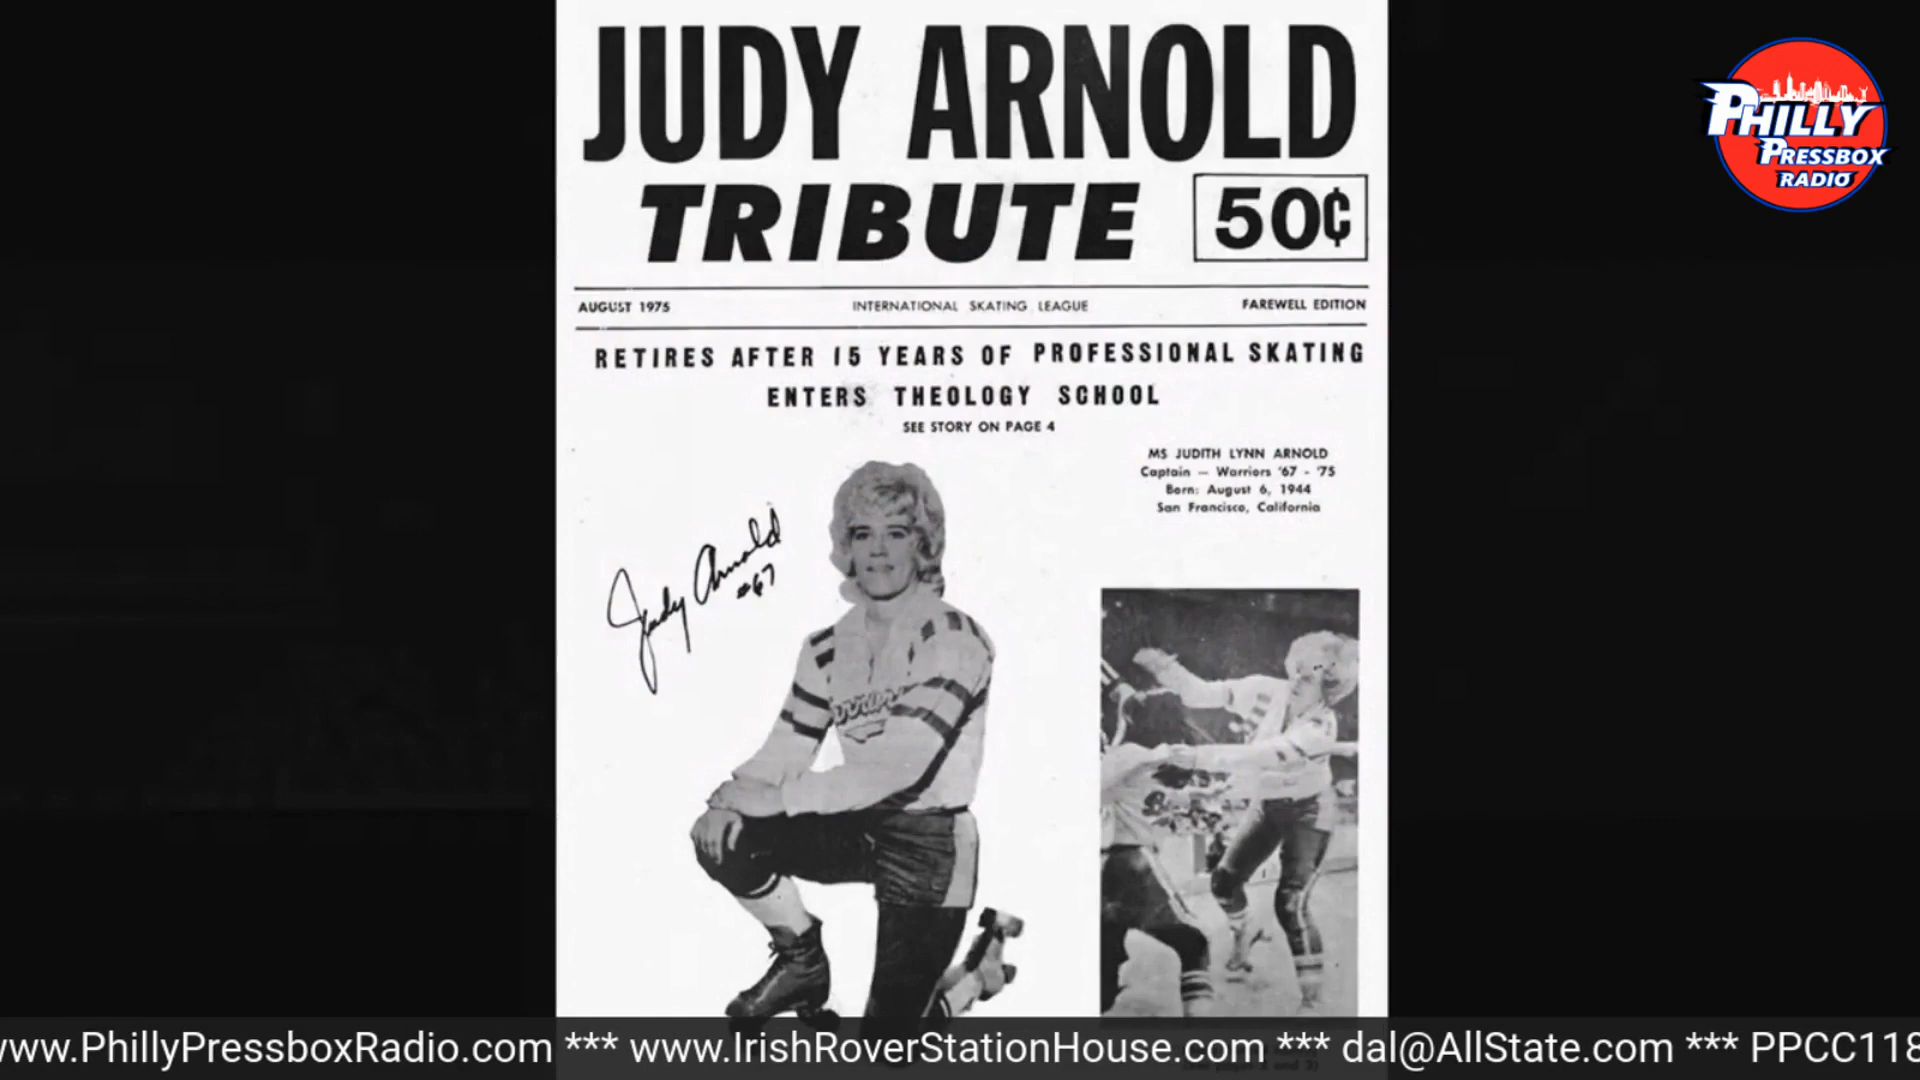 JUDY ARNOLD
TRIBUTE
50¢
AUGUST 1975
INTERNATIONAL SKATING LEAGUE
FAREWELL EDITION
RETIRES AFTER 15 YEARS OF PROFESSIONAL SKATING
ENTERS THEOLOGY SCHOOL
SEE STORY ON PAGE 4
MS JUDITH LYNN ARNOLD
Captain — Warriors '67 - '75
Born: August 6, 1944
San Francisco, California
Judy Arnold
#67
PHILLY
PRESSBOX
RADIO
www.PhillyPressboxRadio.com *** www.IrishRoverStationHouse.com *** dal@AllState.com *** PPCC118